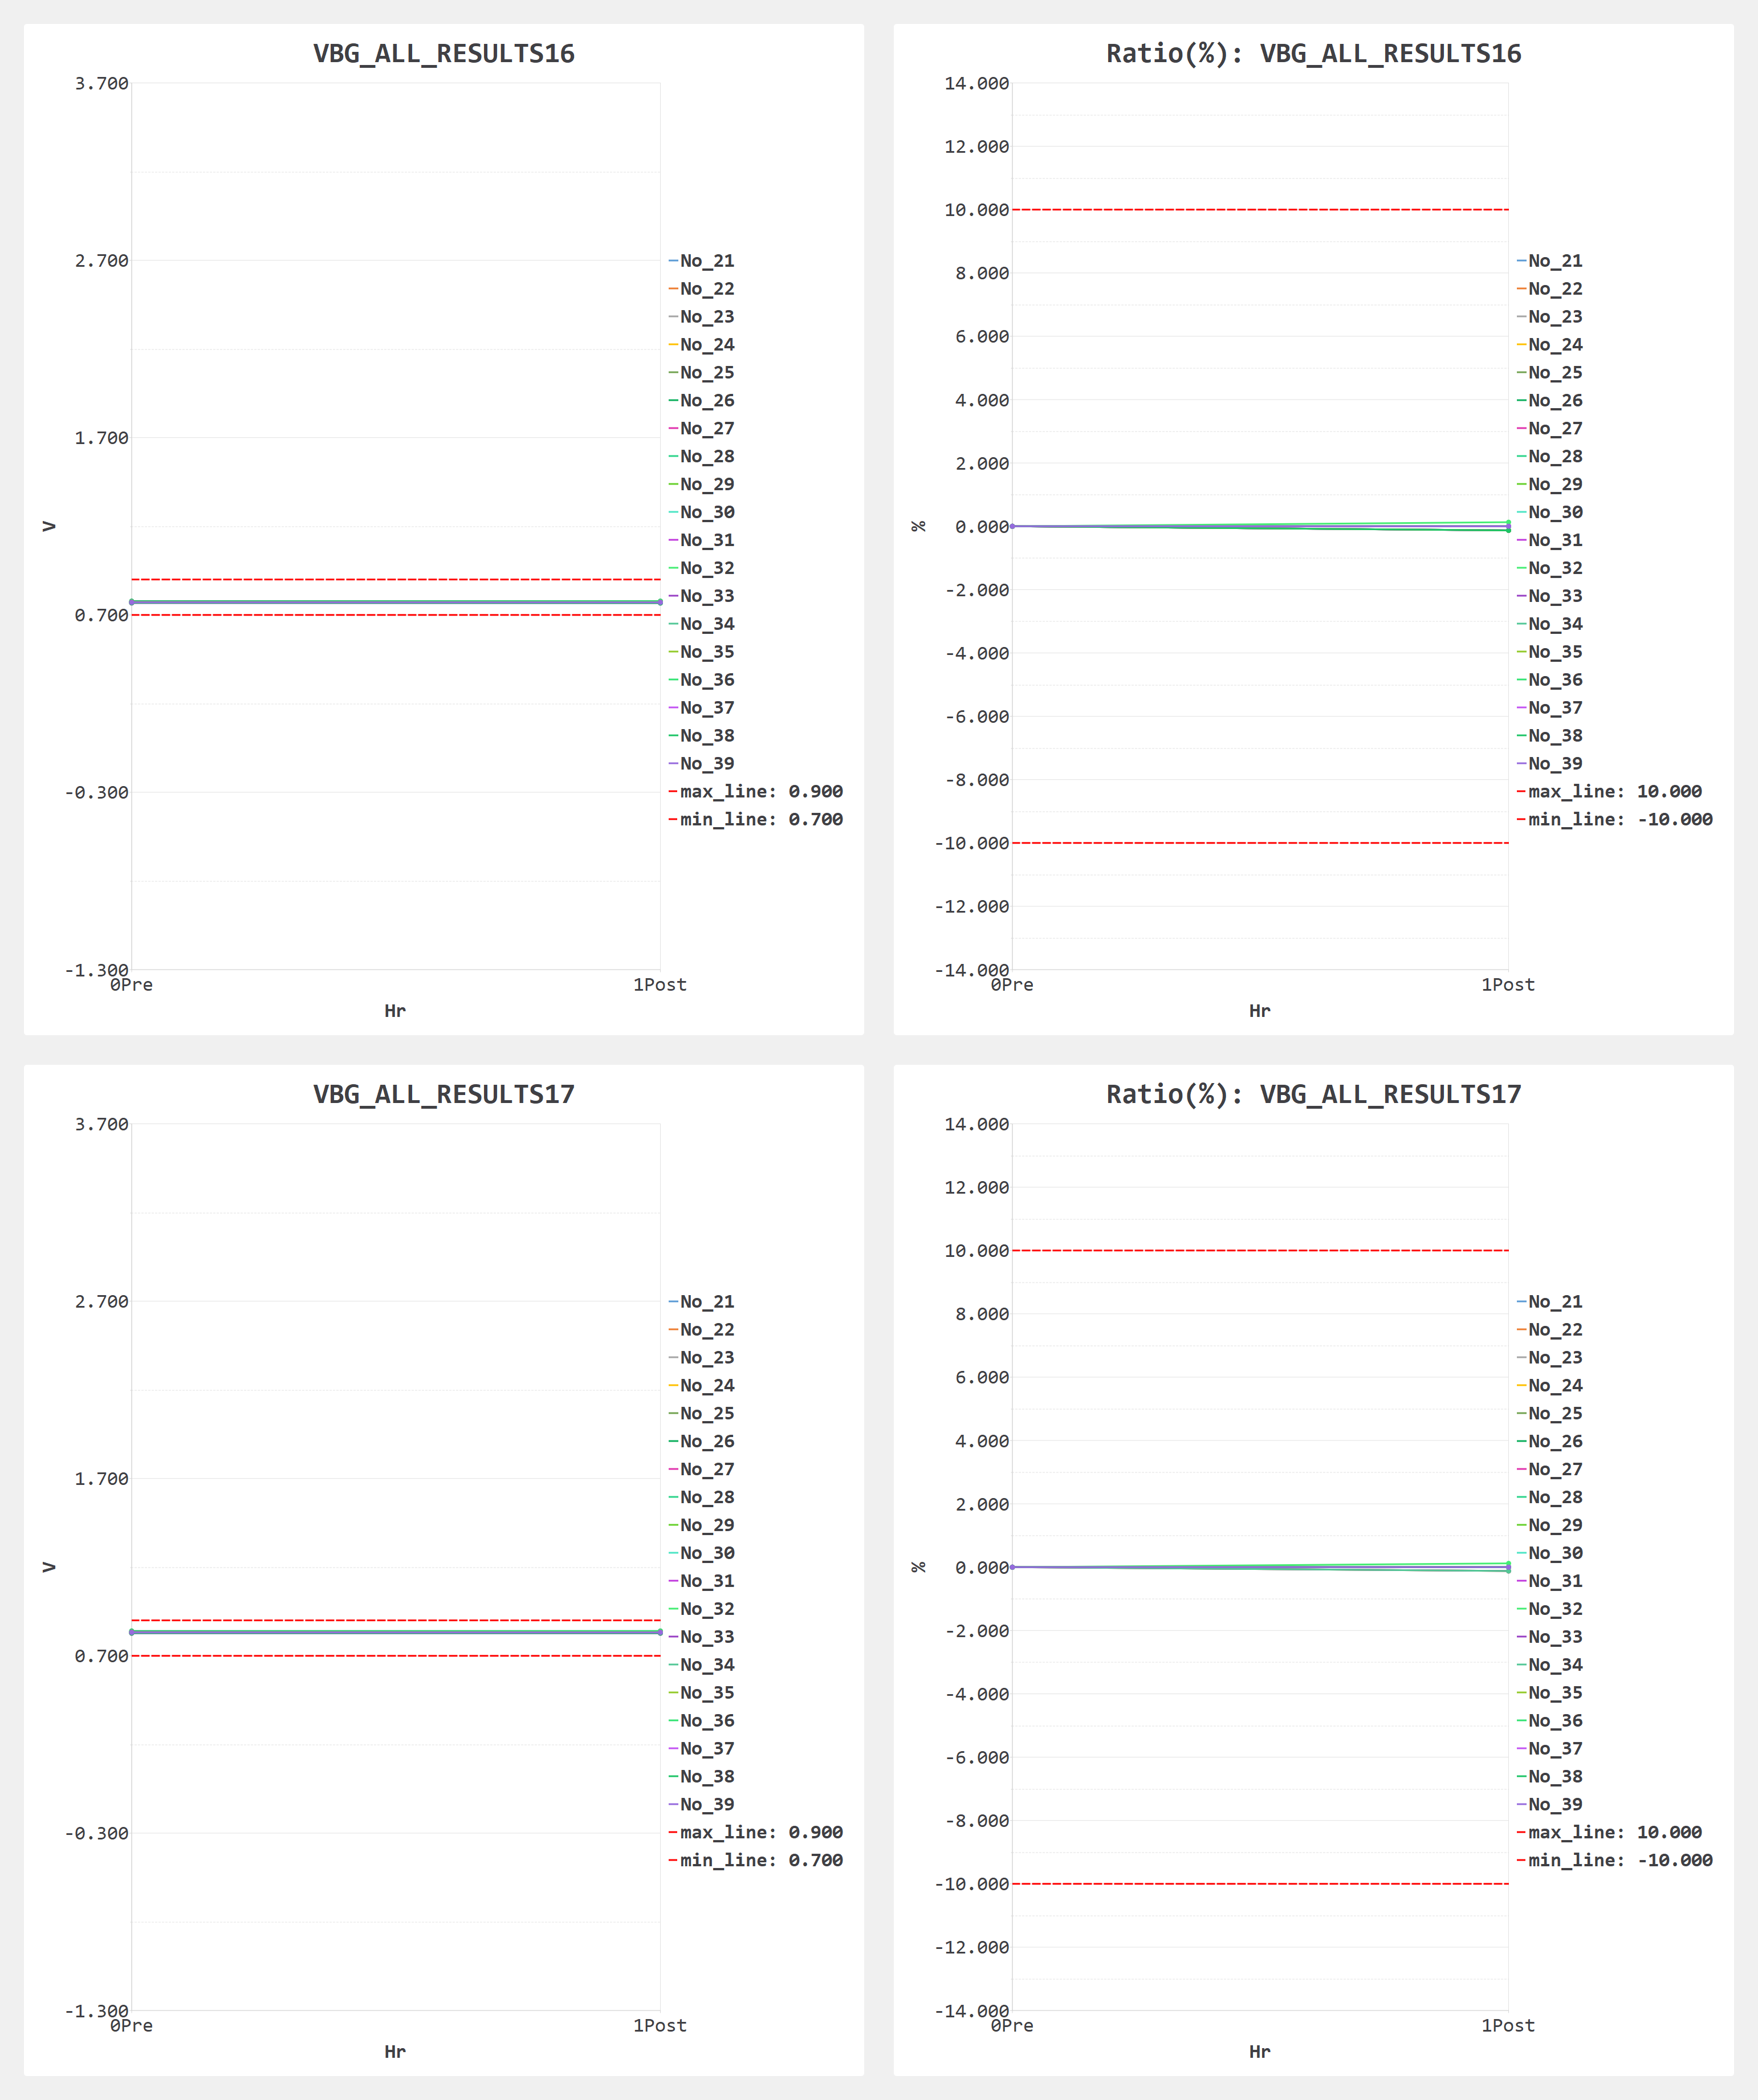 VBG_ALL_RESULTS16
3.700
2.700
1.700
0.700
-0.300
-1.300
V
0Pre
1Post
Hr
No_21
No_22
No_23
No_24
No_25
No_26
No_27
No_28
No_29
No_30
No_31
No_32
No_33
No_34
No_35
No_36
No_37
No_38
No_39
max_line: 0.900
min_line: 0.700
Ratio(%): VBG_ALL_RESULTS16
14.000
12.000
10.000
8.000
6.000
4.000
2.000
0.000
-2.000
-4.000
-6.000
-8.000
-10.000
-12.000
-14.000
%
0Pre
1Post
Hr
No_21
No_22
No_23
No_24
No_25
No_26
No_27
No_28
No_29
No_30
No_31
No_32
No_33
No_34
No_35
No_36
No_37
No_38
No_39
max_line: 10.000
min_line: -10.000
VBG_ALL_RESULTS17
3.700
2.700
1.700
0.700
-0.300
-1.300
V
0Pre
1Post
Hr
No_21
No_22
No_23
No_24
No_25
No_26
No_27
No_28
No_29
No_30
No_31
No_32
No_33
No_34
No_35
No_36
No_37
No_38
No_39
max_line: 0.900
min_line: 0.700
Ratio(%): VBG_ALL_RESULTS17
14.000
12.000
10.000
8.000
6.000
4.000
2.000
0.000
-2.000
-4.000
-6.000
-8.000
-10.000
-12.000
-14.000
%
0Pre
1Post
Hr
No_21
No_22
No_23
No_24
No_25
No_26
No_27
No_28
No_29
No_30
No_31
No_32
No_33
No_34
No_35
No_36
No_37
No_38
No_39
max_line: 10.000
min_line: -10.000